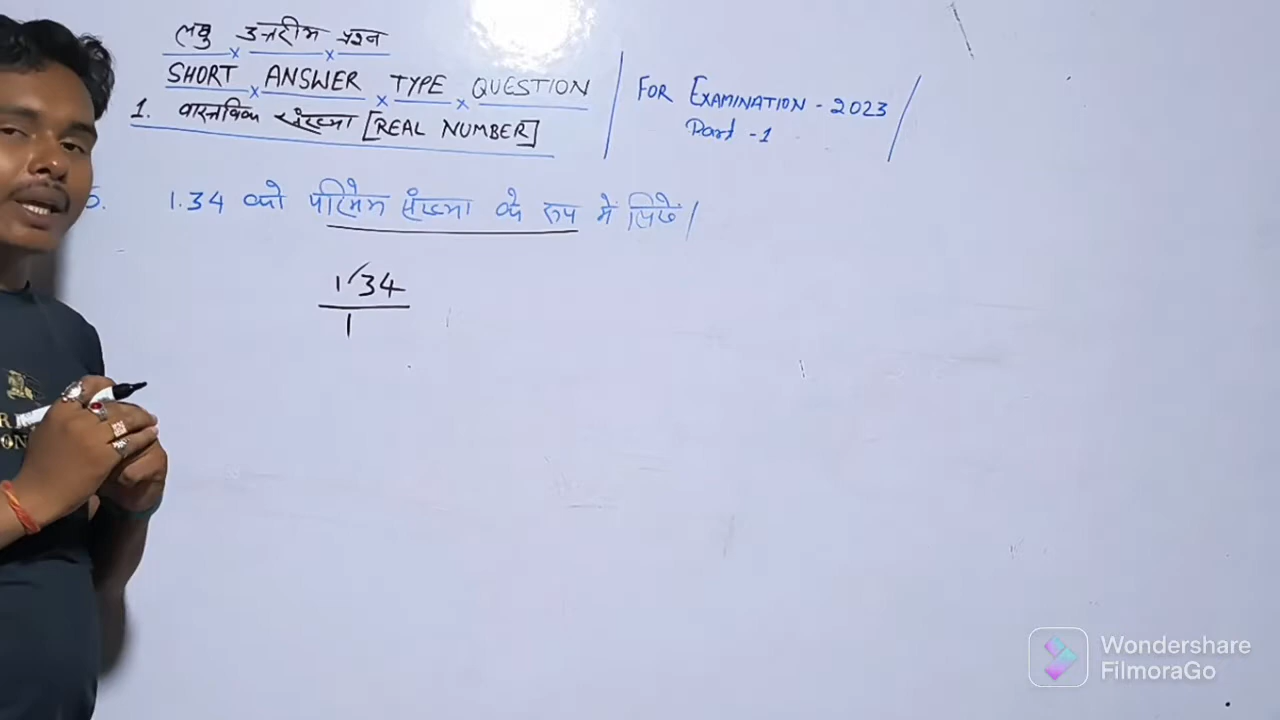 लघु उत्तरीय प्रश्न
SHORT ANSWER TYPE QUESTION
1. वास्तविक संख्या [REAL NUMBER]
FOR EXAMINATION - 2023
Part - 1
1.34 को परिमेय संख्या के रूप में लिखें।
1.34
1
Wondershare
FilmoraGo